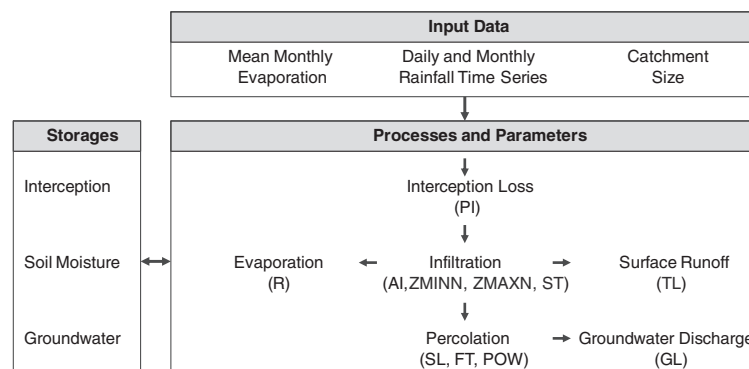 Input Data
Mean Monthly
Evaporation
Daily and Monthly
Rainfall Time Series
Catchment
Size
Storages
Processes and Parameters
Interception
Interception Loss
(PI)
Soil Moisture
Evaporation
(R)
Infiltration
(AI,ZMINN, ZMAXN, ST)
Surface Runoff
(TL)
Groundwater
Percolation
(SL, FT, POW)
Groundwater Discharge
(GL)